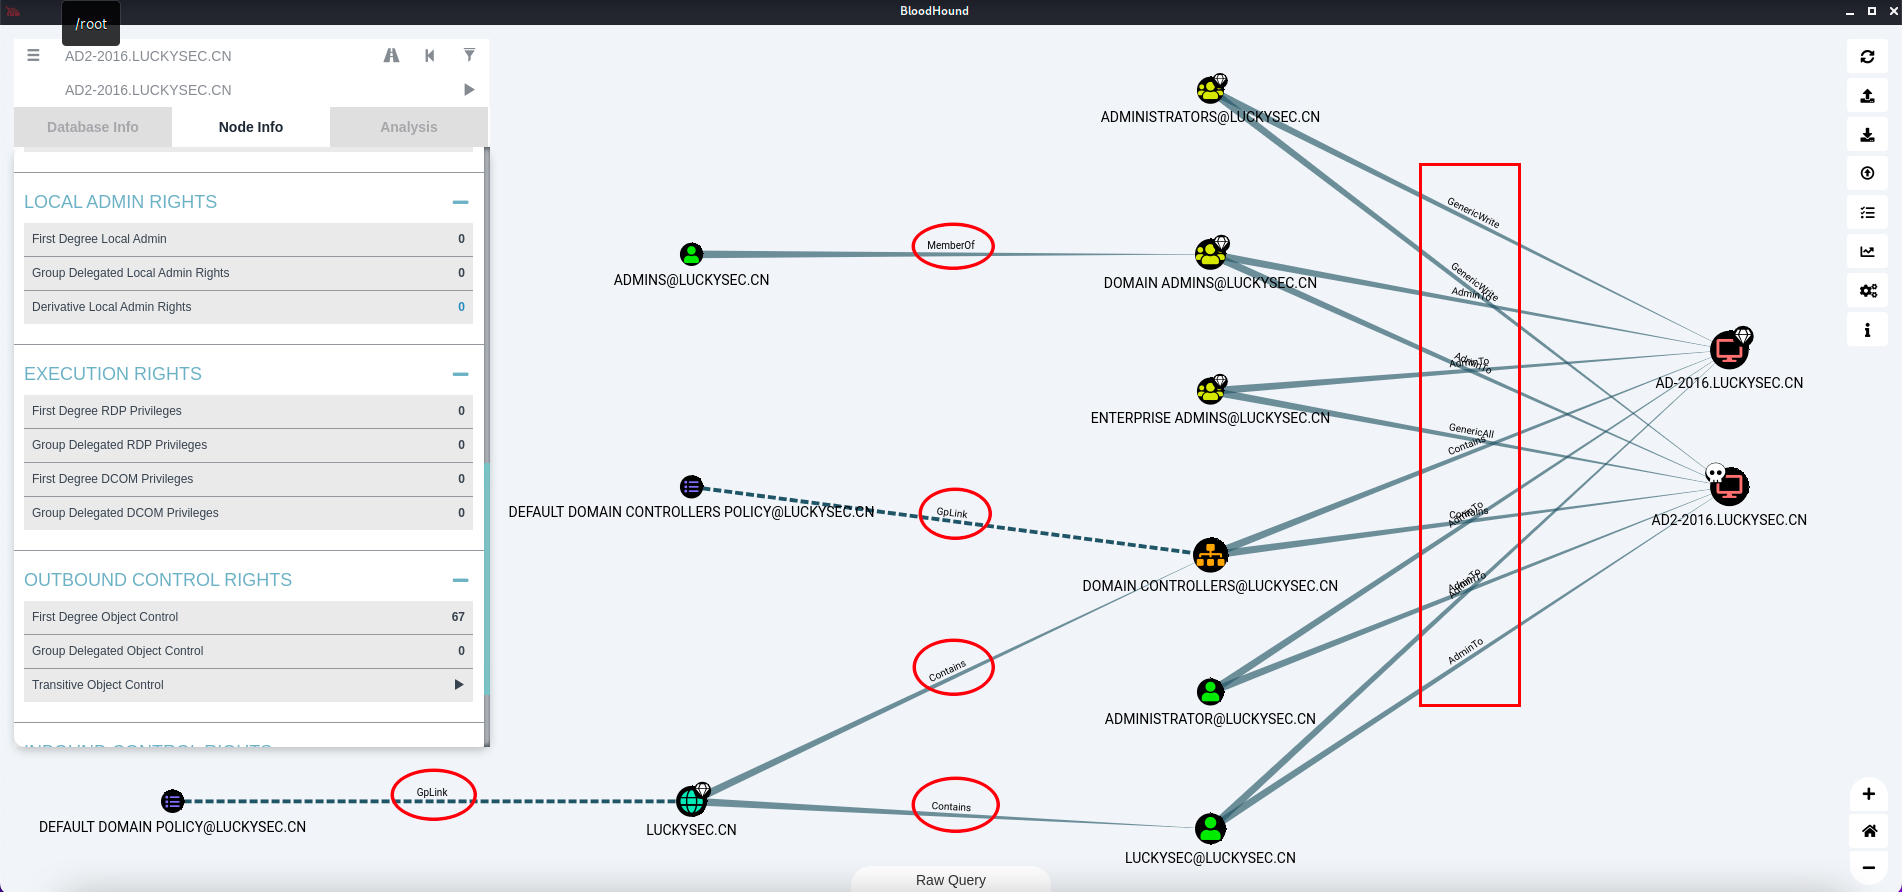 BloodHound
/root
AD2-2016.LUCKYSEC.CN
AD2-2016.LUCKYSEC.CN
Database Info
Node Info
Analysis
LOCAL ADMIN RIGHTS
First Degree Local Admin 0
Group Delegated Local Admin Rights 0
Derivative Local Admin Rights 0
EXECUTION RIGHTS
First Degree RDP Privileges 0
Group Delegated RDP Privileges 0
First Degree DCOM Privileges 0
Group Delegated DCOM Privileges 0
OUTBOUND CONTROL RIGHTS
First Degree Object Control 67
Group Delegated Object Control 0
Transitive Object Control
INBOUND CONTROL RIGHTS
ADMINISTRATORS@LUCKYSEC.CN
GenericWrite
MemberOf
ADMINS@LUCKYSEC.CN
DOMAIN ADMINS@LUCKYSEC.CN
GenericWrite
AdminTo
AdminTo
AdminTo
AD-2016.LUCKYSEC.CN
ENTERPRISE ADMINS@LUCKYSEC.CN
GenericAll
Contains
DEFAULT DOMAIN CONTROLLERS POLICY@LUCKYSEC.CN
GpLink
Contains
AdminTo
AD2-2016.LUCKYSEC.CN
DOMAIN CONTROLLERS@LUCKYSEC.CN
AdminTo
AdminTo
Contains
AdminTo
ADMINISTRATOR@LUCKYSEC.CN
GpLink
Contains
DEFAULT DOMAIN POLICY@LUCKYSEC.CN
LUCKYSEC.CN
LUCKYSEC@LUCKYSEC.CN
Raw Query